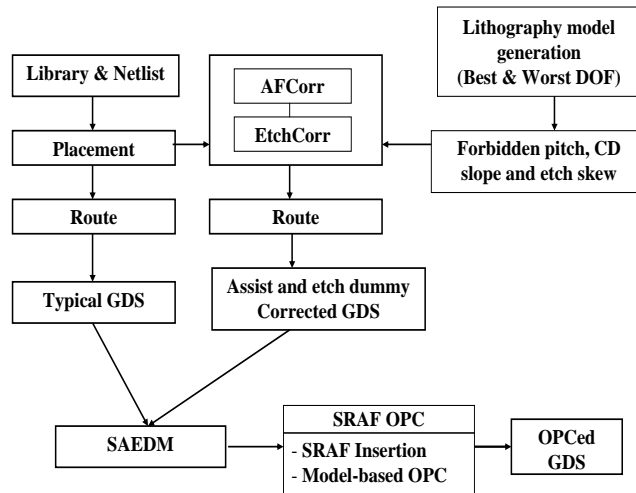 Lithography model
generation
(Best & Worst DOF)
Library & Netlist
AFCorr
EtchCorr
Placement
Forbidden pitch, CD
slope and etch skew
Route
Route
Typical GDS
Assist and etch dummy
Corrected GDS
SAEDM
SRAF OPC
- SRAF Insertion
- Model-based OPC
OPCed
GDS